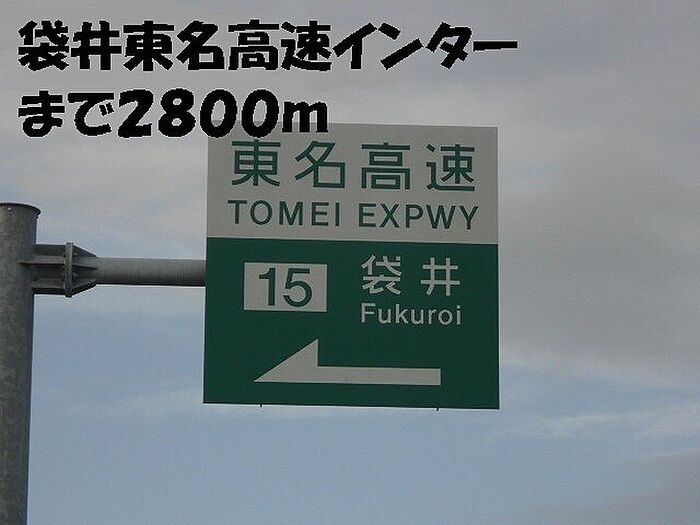 袋井東名高速インター
まで2800m
東名高速
TOMEI EXPWY
15 袋井
Fukuroi